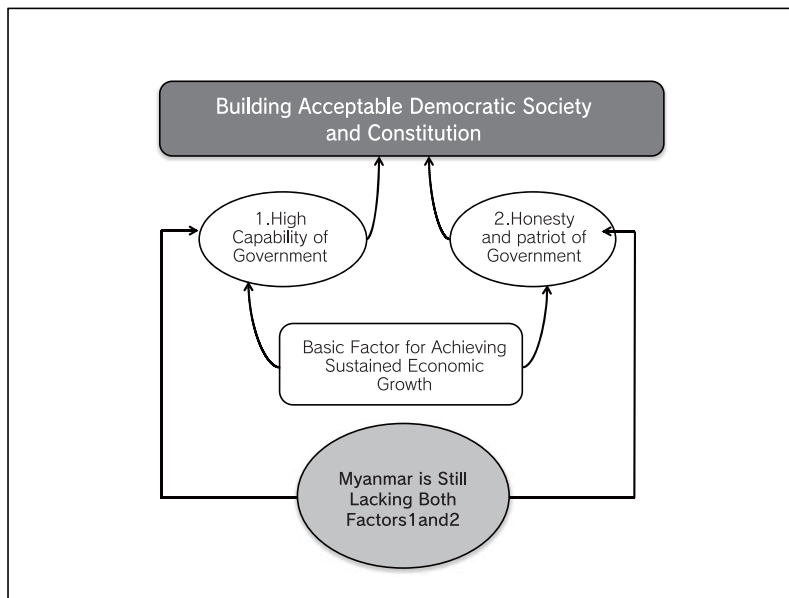 Building Acceptable Democratic Society
and Constitution
1.High
Capability of
Government
2.Honesty
and patriot of
Government
Basic Factor for Achieving
Sustained Economic
Growth
Myanmar is Still
Lacking Both
Factors1and2